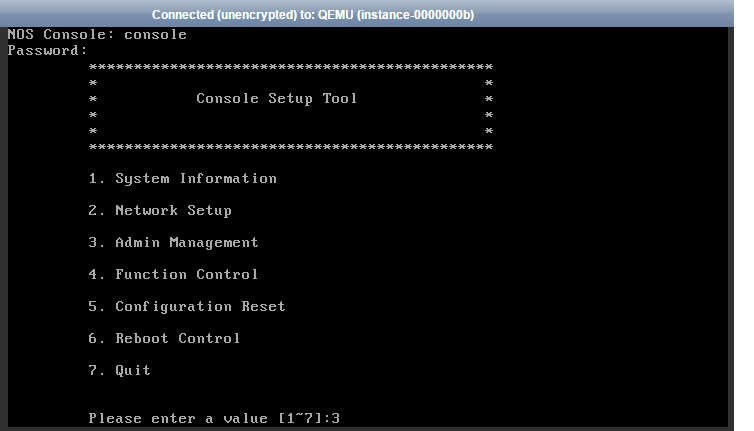 Connected (unencrypted) to: QEMU (instance-0000000b)
NOS Console: console
Password:
*********************************************
*                                           *
*           Console Setup Tool              *
*                                           *
*                                           *
*********************************************
1. System Information
2. Network Setup
3. Admin Management
4. Function Control
5. Configuration Reset
6. Reboot Control
7. Quit
Please enter a value [1~7]:3